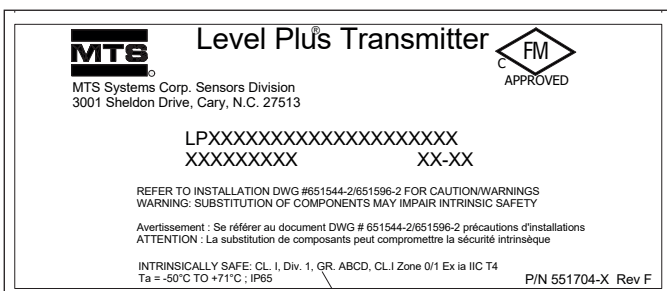 MTS
Level Plus® Transmitter
C FM
APPROVED
MTS Systems Corp. Sensors Division
3001 Sheldon Drive, Cary, N.C. 27513
LPXXXXXXXXXXXXXXXXXXXX
XXXXXXXXX XX-XX
REFER TO INSTALLATION DWG #651544-2/651596-2 FOR CAUTION/WARNINGS
WARNING: SUBSTITUTION OF COMPONENTS MAY IMPAIR INTRINSIC SAFETY
Avertissement : Se référer au document DWG # 651544-2/651596-2 précautions d'installations
ATTENTION : La substitution de composants peut compromettre la sécurité intrinsèque
INTRINSICALLY SAFE: CL. I, Div. 1, GR. ABCD, CL.I Zone 0/1 Ex ia IIC T4
Ta = -50°C TO +71°C ; IP65
P/N 551704-X Rev F